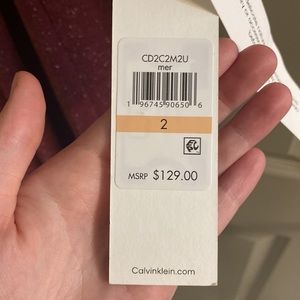 CD2C2M2U
mer
1 96745 90650 6
2
MSRP $129.00
Calvinklein.com